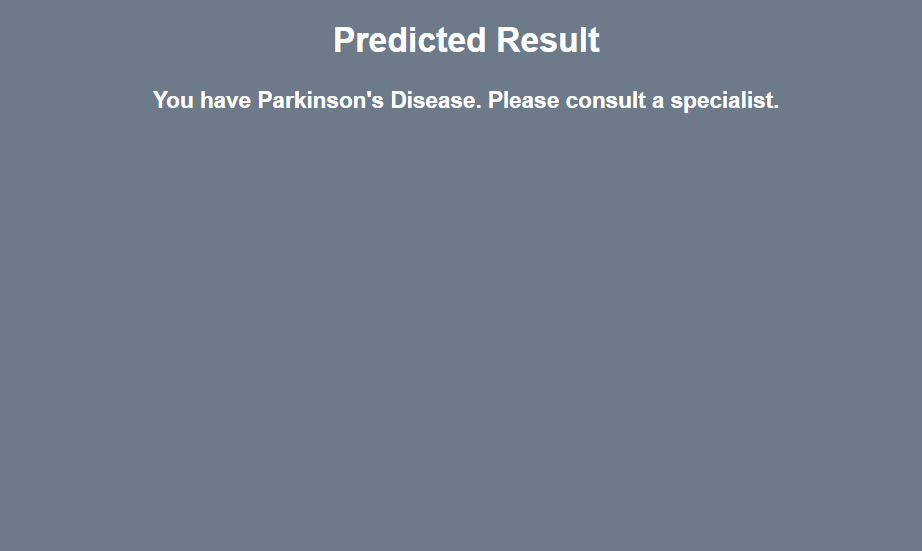 Predicted Result
You have Parkinson's Disease. Please consult a specialist.